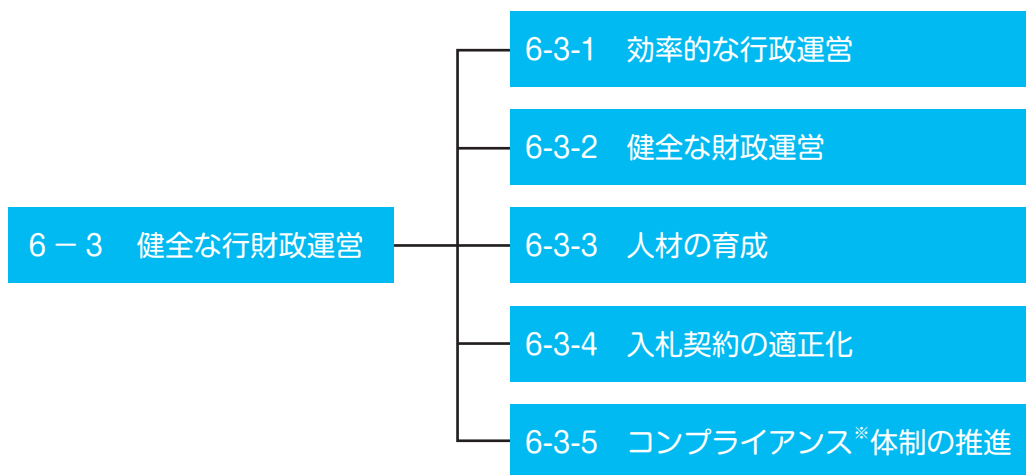 6－3　健全な行財政運営
6-3-1　効率的な行政運営
6-3-2　健全な財政運営
6-3-3　人材の育成
6-3-4　入札契約の適正化
6-3-5　コンプライアンス※体制の推進